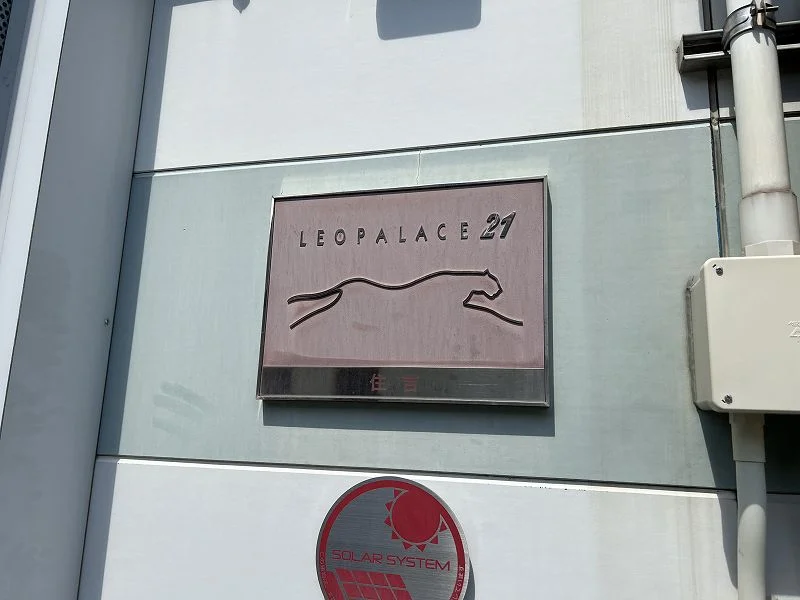 LEOPALACE 21
住吉
SOLAR SYSTEM